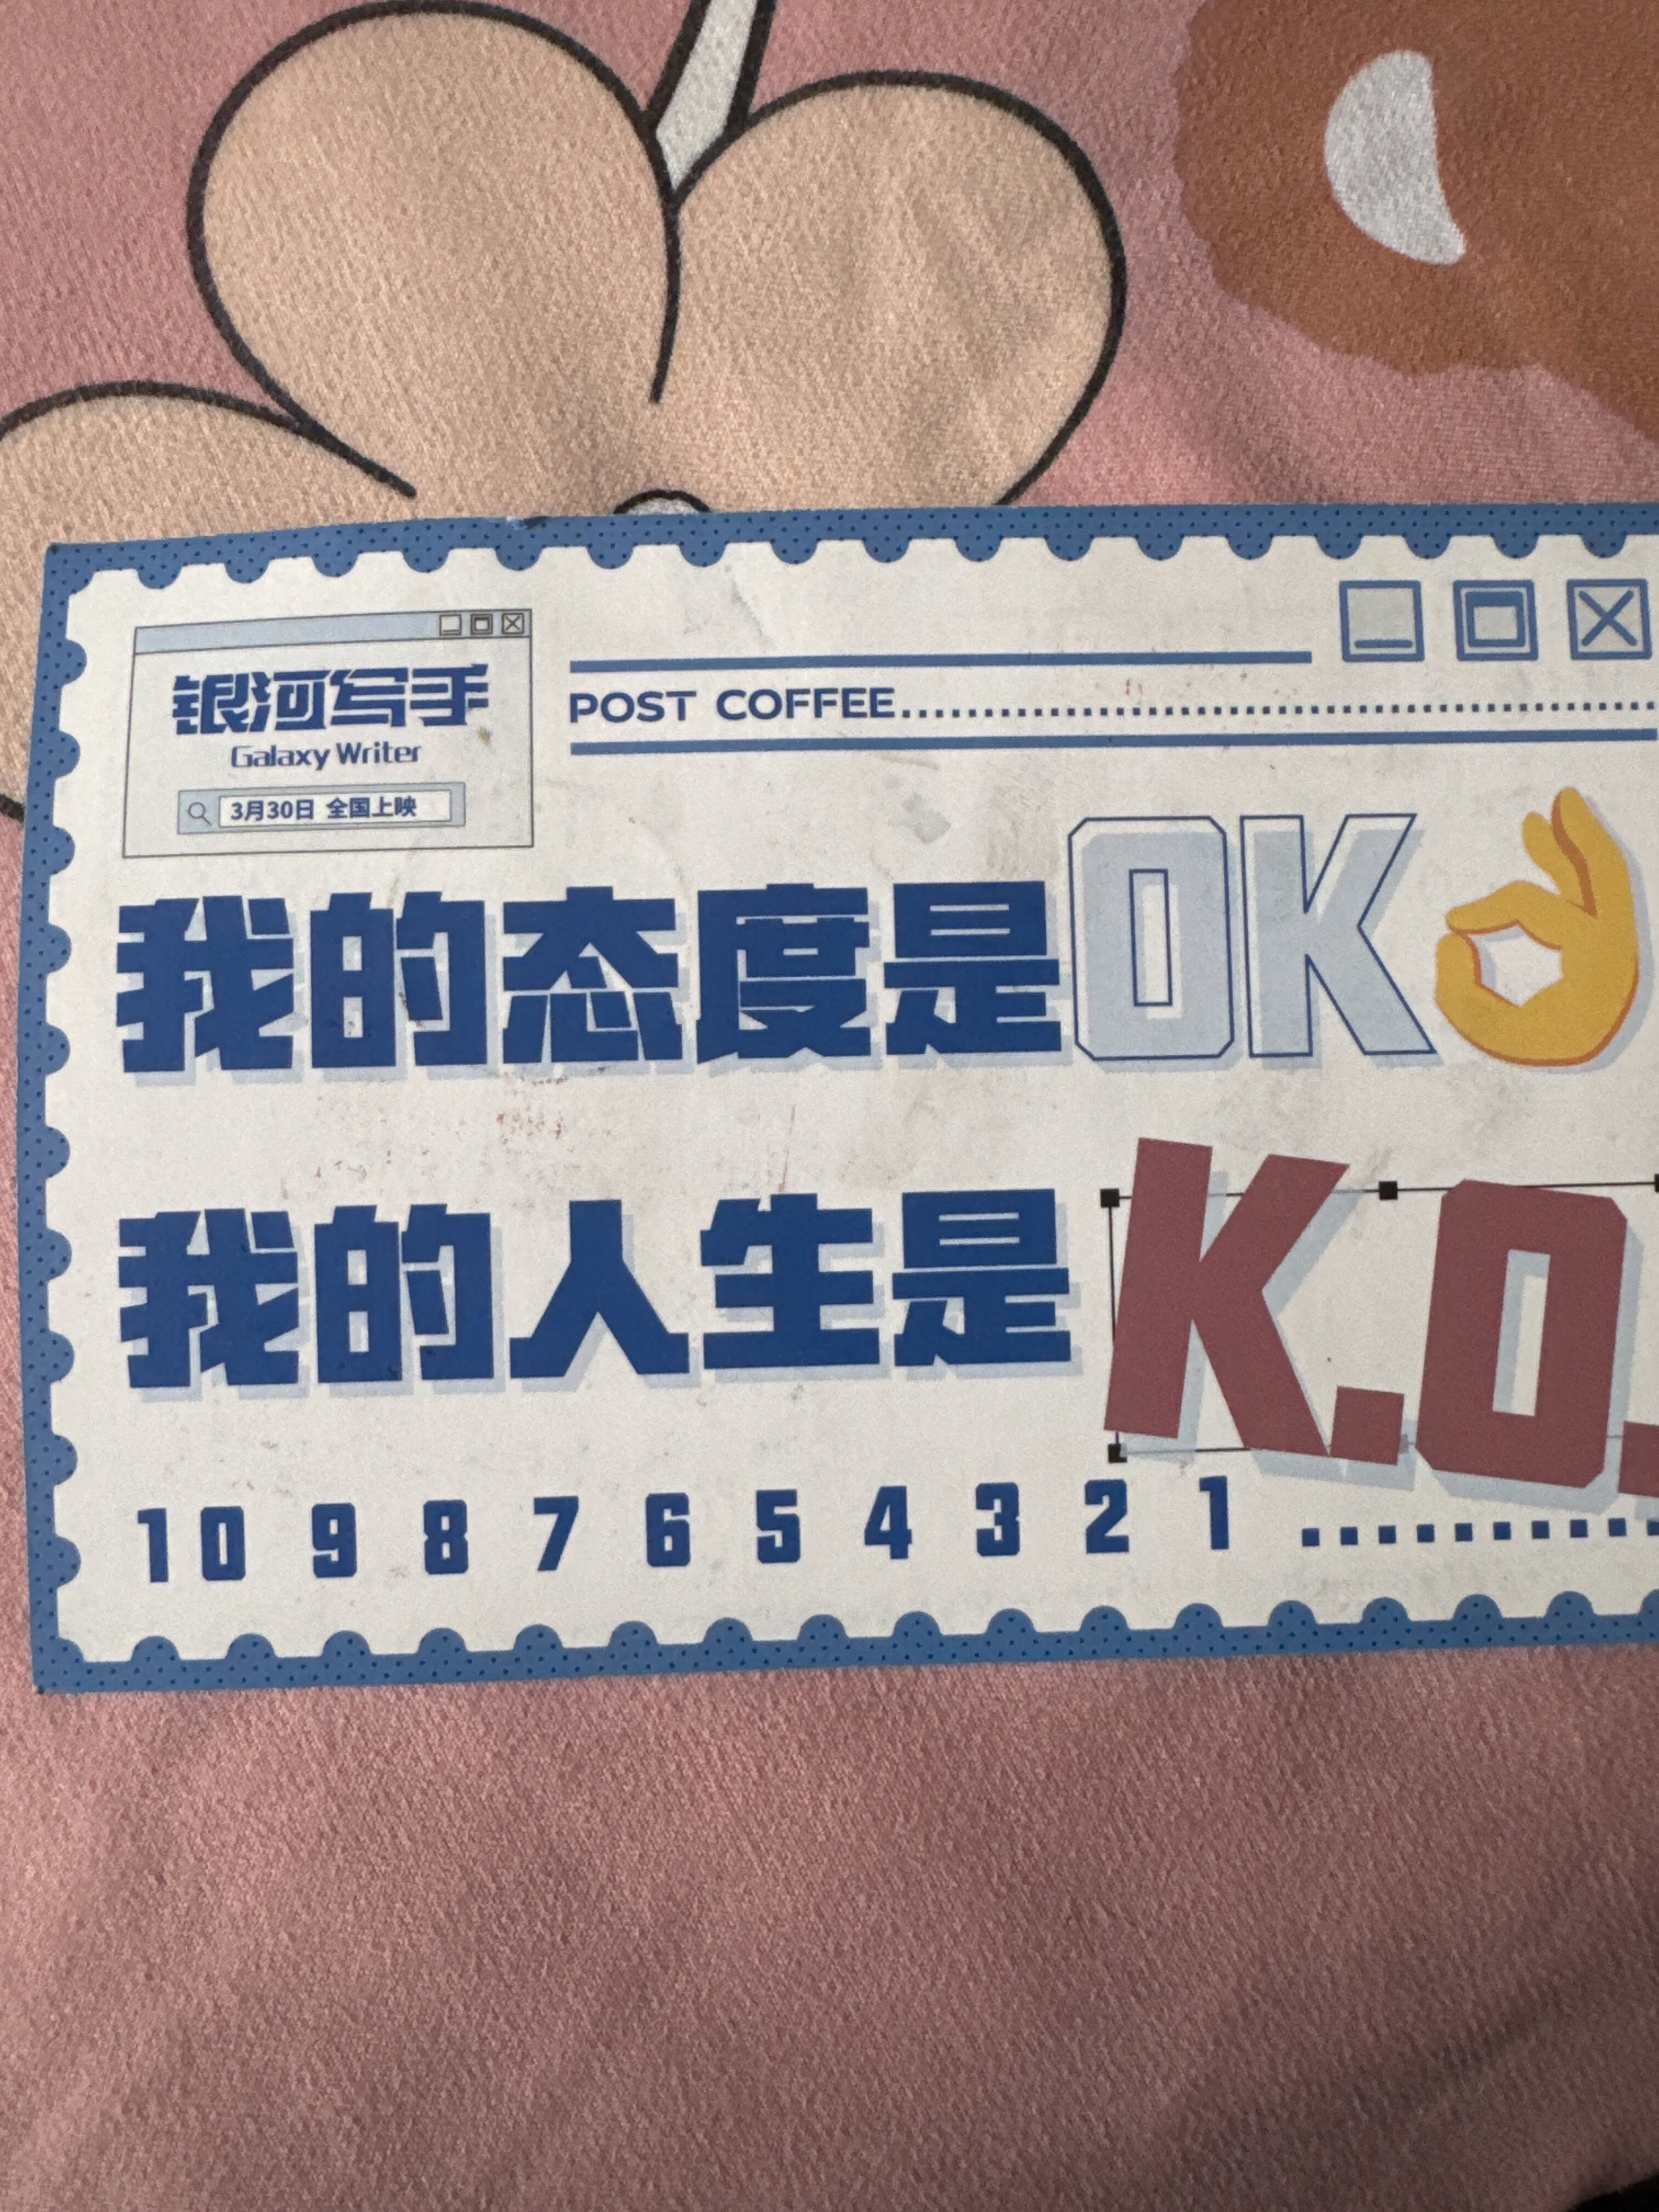 银河写手
Galaxy Writer
3月30日 全国上映
POST COFFEE
我的态度是OK👌
我的人生是K.O.
10 9 8 7 6 5 4 3 2 1